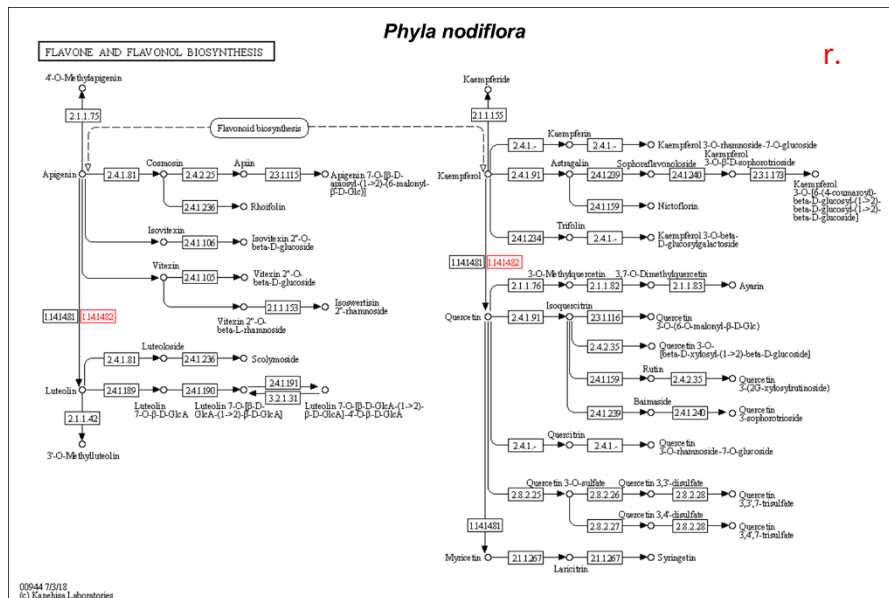 Phyla nodiflora
r.
FLAVONE AND FLAVONOL BIOSYNTHESIS
4'-O-Methylapigenin
2.1.1.75
Flavonoid biosynthesis
Apigenin
2.4.1.81
Cosmosin
2.4.2.25
Apiin
2.3.1.115
Apigenin 7-O-[β-D-
apiosyl-(1->2)-(6-malonyl-
β-D-Glc)]
2.4.1.236
Rhoifolin
Isovitexin
2.4.1.106
Isovitexin 2"-O-
beta-D-glucoside
Vitexin
2.4.1.105
Vitexin 2"-O-
beta-D-glucoside
Vitexin 2"-O-
beta-L-rhamnoside
2.1.1.153
Isoswertisin
2"-rhamnoside
1.14.14.81
1.14.14.82
Luteoloside
2.4.1.81
2.4.1.236
Scolymoside
Luteolin
2.4.1.189
Luteolin
7-O-β-D-GlcA
2.4.1.190
Luteolin 7-O-[β-D-
GlcA-(1->2)-β-D-GlcA]
2.4.1.191
3.2.1.31
Luteolin 7-O-[β-D-GlcA-(1->2)-
β-D-GlcA]-4'-O-β-D-GlcA
2.1.1.42
3'-O-Methylluteolin
Kaempferide
2.1.1.155
Kaempferin
2.4.1.-
2.4.1.-
Kaempferol 3-O-rhamnoside-7-O-glucoside
Kaempferol
2.4.1.91
Astragalin
2.4.1.239
Sophoraflavonoloside
2.4.1.240
Kaempferol
3-O-β-D-sophorotrioside
2.3.1.173
Kaempferol
3-O-[6-(4-coumaroyl)-
beta-D-glucosyl-(1->2)-
beta-D-glucosyl-(1->2)-
beta-D-glucoside]
2.4.1.159
Nictoflorin
2.4.1.234
Trifolin
2.4.1.-
Kaempferol 3-O-beta-
D-glucosylgalactoside
1.14.14.81
1.14.14.82
3-O-Methylquercetin
3,7-O-Dimethylquercetin
2.1.1.76
2.1.1.82
2.1.1.83
Ayarin
Quercetin
2.4.1.91
Isoquercitrin
2.3.1.116
Quercetin
3-O-(6-O-malonyl-β-D-Glc)
2.4.2.35
Quercetin 3-O-
[beta-D-xylosyl-(1->2)-beta-D-glucoside]
Rutin
2.4.1.159
2.4.2.35
Quercetin
3-(2G-xylosylrutinoside)
Baimaside
2.4.1.239
2.4.1.240
Quercetin
3-sophorotrioside
Quercitrin
2.4.1.-
2.4.1.-
Quercetin
3-O-rhamnoside-7-O-glucoside
Quercetin 3-O-sulfate
Quercetin 3,3'-disulfate
2.8.2.25
2.8.2.26
2.8.2.28
Quercetin
3,3',7-trisulfate
Quercetin 3,4'-disulfate
2.8.2.27
2.8.2.28
Quercetin
3,4',7-trisulfate
1.14.14.81
Myricetin
2.1.1.267
Laricitrin
2.1.1.267
Syringetin
00944 7/3/18
(c) Kanehisa Laboratories